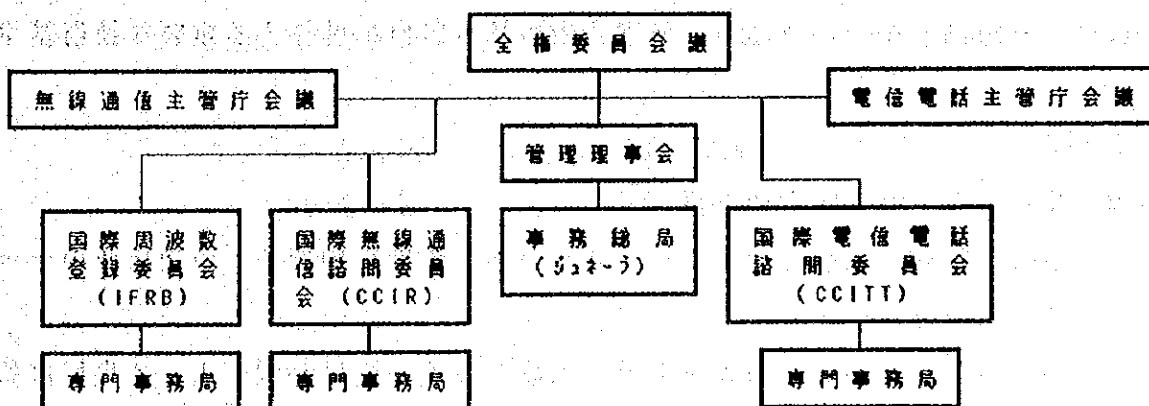 全権委員会議
無線通信主管庁会議
電信電話主管庁会議
管理理事会
国際周波数
登録委員会
(IFRB)
国際無線通
信諮問委員
会 (CCIR)
事務総局
(ジュネーブ)
国際電信電話
諮問委員会
(CCITT)
専門事務局
専門事務局
専門事務局